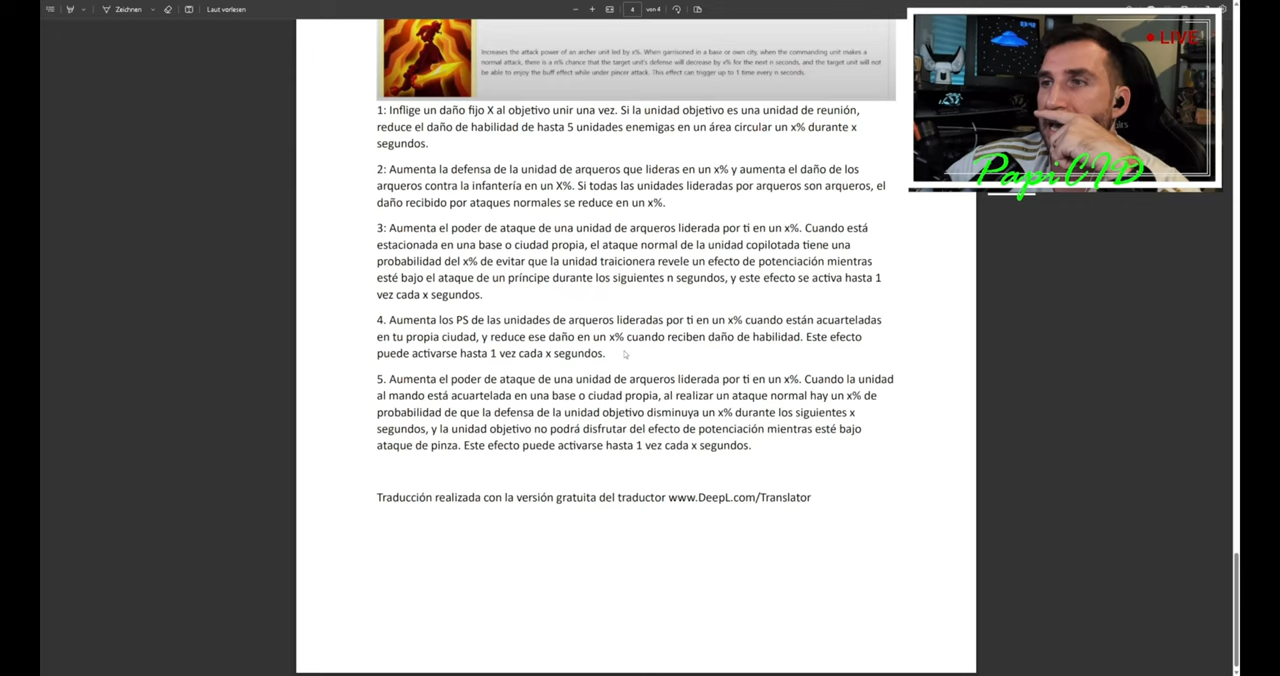 Zeichnen
Laut vorlesen
4
von 4
LIVE
Increases the attack power of an archer unit led by x%. When garrisoned in a base or own city, when the commanding unit makes a
normal attack, there is a n% chance that the target unit's defense will decrease by x% for the next n seconds, and the target unit will not
be able to enjoy the buff effect while under pincer attack. This effect can trigger up to 1 time every n seconds.
PapiCID
1: Inflige un daño fijo X al objetivo unir una vez. Si la unidad objetivo es una unidad de reunión,
reduce el daño de habilidad de hasta 5 unidades enemigas en un área circular un x% durante x
segundos.
2: Aumenta la defensa de la unidad de arqueros que lideras en un x% y aumenta el daño de los
arqueros contra la infantería en un X%. Si todas las unidades lideradas por arqueros son arqueros, el
daño recibido por ataques normales se reduce en un x%.
3: Aumenta el poder de ataque de una unidad de arqueros liderada por ti en un x%. Cuando está
estacionada en una base o ciudad propia, el ataque normal de la unidad copilotada tiene una
probabilidad del x% de evitar que la unidad traicionera revele un efecto de potenciación mientras
esté bajo el ataque de un príncipe durante los siguientes n segundos, y este efecto se activa hasta 1
vez cada x segundos.
4. Aumenta los PS de las unidades de arqueros lideradas por ti en un x% cuando están acuarteladas
en tu propia ciudad, y reduce ese daño en un x% cuando reciben daño de habilidad. Este efecto
puede activarse hasta 1 vez cada x segundos.
5. Aumenta el poder de ataque de una unidad de arqueros liderada por ti en un x%. Cuando la unidad
al mando está acuartelada en una base o ciudad propia, al realizar un ataque normal hay un x% de
probabilidad de que la defensa de la unidad objetivo disminuya un x% durante los siguientes x
segundos, y la unidad objetivo no podrá disfrutar del efecto de potenciación mientras esté bajo
ataque de pinza. Este efecto puede activarse hasta 1 vez cada x segundos.
Traducción realizada con la versión gratuita del traductor www.DeepL.com/Translator